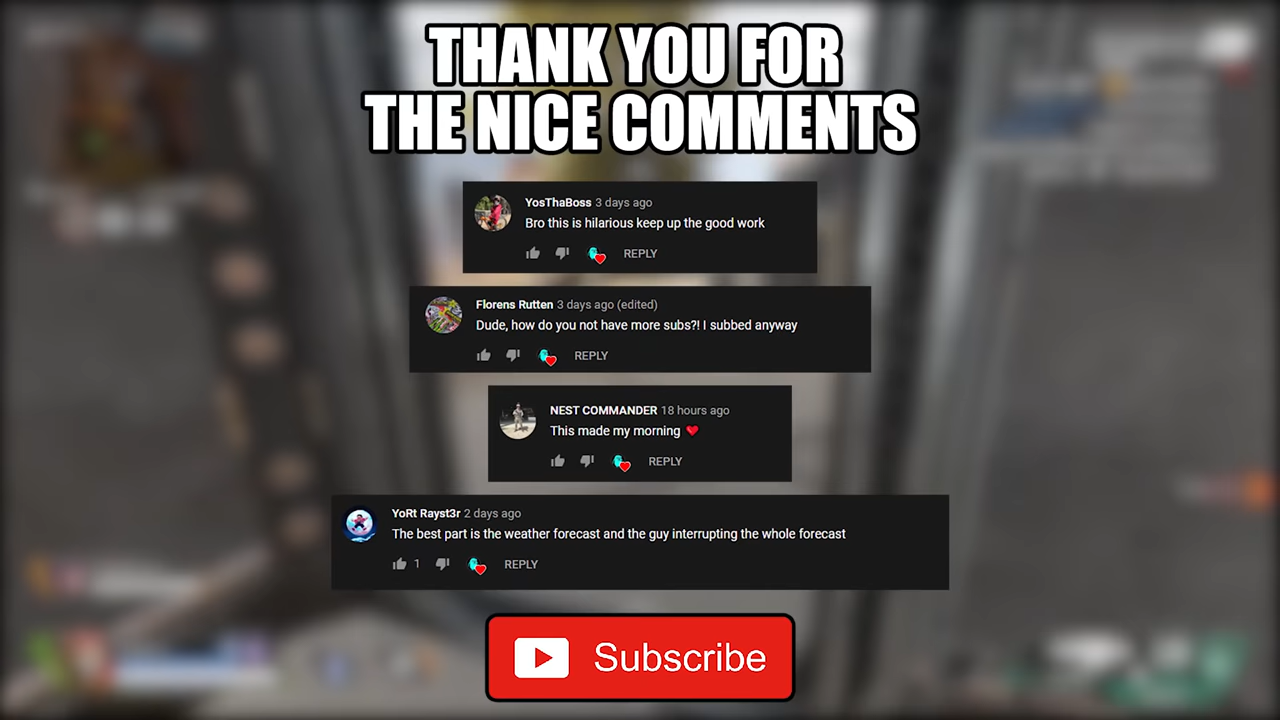 THANK YOU FOR
THE NICE COMMENTS
YosThaBoss 3 days ago
Bro this is hilarious keep up the good work
REPLY
Florens Rutten 3 days ago (edited)
Dude, how do you not have more subs?! I subbed anyway
REPLY
NEST COMMANDER 18 hours ago
This made my morning ❤
REPLY
YoRt Rayst3r 2 days ago
The best part is the weather forecast and the guy interrupting the whole forecast
1 REPLY
Subscribe